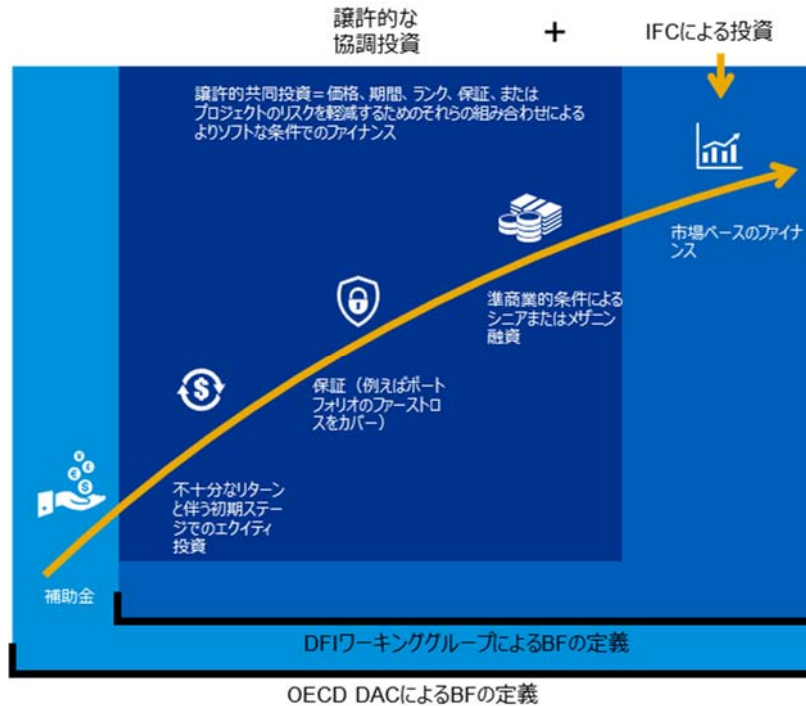 譲許的な
協調投資
+
IFCによる投資
譲許的共同投資＝価格、期間、ランク、保証、または
プロジェクトのリスクを軽減するためのそれらの組み合わせによる
よりソフトな条件でのファイナンス
市場ベースのファイナ
ンス
準商業的条件による
シニアまたはメザニン
融資
保証（例えばポート
フォリオのファーストロ
スをカバー）
不十分なリターン
と伴う初期ステー
ジでのエクイティ
投資
補助金
DFIワーキンググループによるBFの定義
OECD DACによるBFの定義